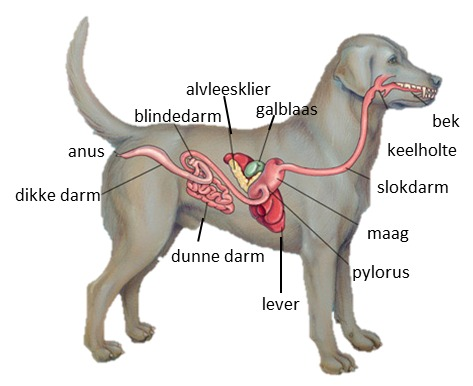 alvleesklier
galblaas
blindedarm
bek
anus
keelholte
dikke darm
slokdarm
maag
dunne darm
pylorus
lever